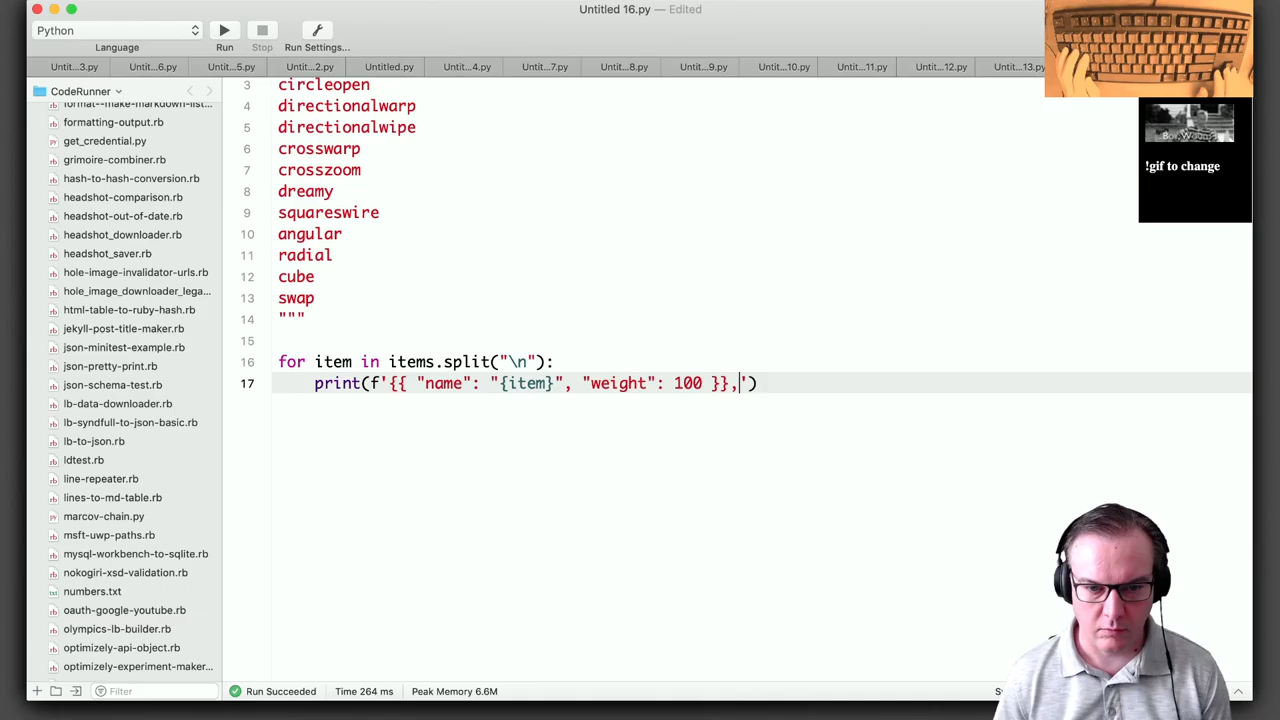 Untitled 16.py — Edited
Python
Language
Run
Stop
Run Settings...
Untit...3.py
Untit...6.py
Untit...5.py
Untit...2.py
Untitled.py
Untit...4.py
Untit...7.py
Untit...8.py
Untit...9.py
Untit...10.py
Untit...11.py
Untit...12.py
Untit...13.py
CodeRunner
format--make-markdown-list...
formatting-output.rb
get_credential.py
grimoire-combiner.rb
hash-to-hash-conversion.rb
headshot-comparison.rb
headshot-out-of-date.rb
headshot_downloader.rb
headshot_saver.rb
hole-image-invalidator-urls.rb
hole_image_downloader_lega...
html-table-to-ruby-hash.rb
jekyll-post-title-maker.rb
json-minitest-example.rb
json-pretty-print.rb
json-schema-test.rb
lb-data-downloader.rb
lb-syndfull-to-json-basic.rb
lb-to-json.rb
ldtest.rb
line-repeater.rb
lines-to-md-table.rb
marcov-chain.py
msft-uwp-paths.rb
mysql-workbench-to-sqlite.rb
nokogiri-xsd-validation.rb
numbers.txt
oauth-google-youtube.rb
olympics-lb-builder.rb
optimizely-api-object.rb
optimizely-experiment-maker...
Filter
3 circleopen
4 directionalwarp
5 directionalwipe
6 crosswarp
7 crosszoom
8 dreamy
9 squareswire
10 angular
11 radial
12 cube
13 swap
14 """
15
16 for item in items.split("\n"):
17 print(f'{{ "name": "{item}", "weight": 100 }},')
Run Succeeded
Time 264 ms
Peak Memory 6.6M
!gif to change